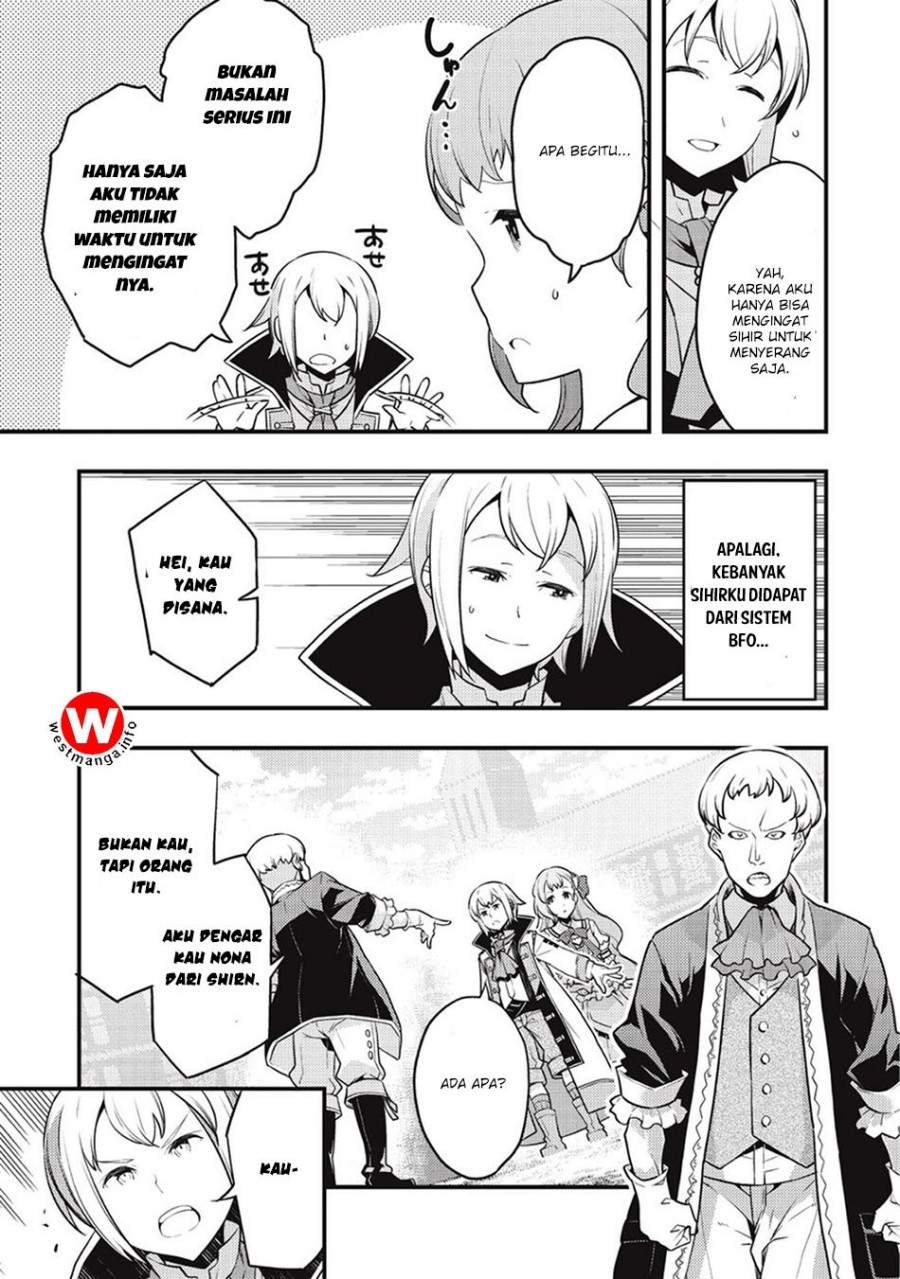 YAH,
KARENA AKU
HANYA BISA
MENGINGAT
SIHIR UNTUK
MENYERANG
SAJA.
APA BEGITU...
しゅん…
BUKAN
MASALAH
SERIUS INI
HANYA SAJA
AKU TIDAK
MEMILIKI
WAKTU UNTUK
MENGINGAT
NYA.
あせ
あせ
APALAGI,
KEBANYAK
SIHIRKU DIDAPAT
DARI SISTEM
BFO...
HEI, KAU
YANG
DISANA.
W
westmanga.info
BUKAN KAU,
TAPI ORANG
ITU.
AKU DENGAR
KAU NONA
DARI SHIRN.
ADA APA?
KAU-